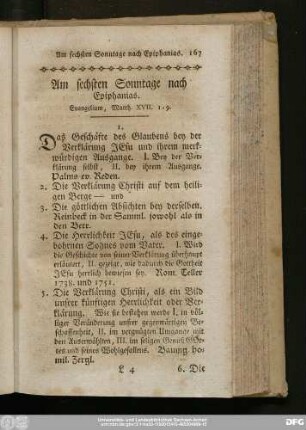 Am sechsten Sonntage nach Epiphanias. 167
Am sechsten Sonntage nach
Epiphanias.
Evangelium, Matth. XVII. 1-9.
1.
Daß Geschäfte des Glaubens bey der
Verklärung JEsu und ihrem merk-
würdigen Ausgange. I. Bey der Ver-
klärung selbst, II. bey ihrem Ausgange.
Palms ev. Reden.
2. Die Verklärung Christi auf dem heili-
gen Berge — und
3. Die göttlichen Absichten bey derselben.
Reinbeck in der Samml. sowohl als in
den Betr.
4. Die Herrlichkeit JEsu, als des einge-
bohrnen Sohnes vom Vater. I. Wird
die Geschichte von seiner Verklärung überhaupt
erläutert, II. gezeigt, wie dadurch die Gottheit
JEsu herrlich bewiesen sey. Rom. Teller
1738. und 1751.
5. Die Verklärung Christi, als ein Bild
unsrer künftigen Herrlichkeit oder Ver-
klärung. Wie sie bestehen werde I. in völ-
liger Veränderung unsrer gegenwärtigen Be-
schaffenheit, II. im vergnügten Umgange mit
den Auserwählten, III. im seligen Genuß GOt-
tes und seines Wohlgefallens. Baumg. ho-
mil. Zergl.
L 4 6. Die